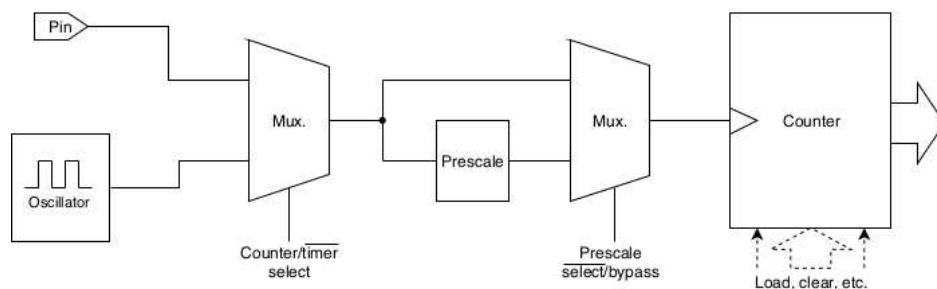 Pin
Mux.
Mux.
Counter
Prescale
Oscillator
Counter/timer
select
Prescale
select/bypass
Load, clear, etc.